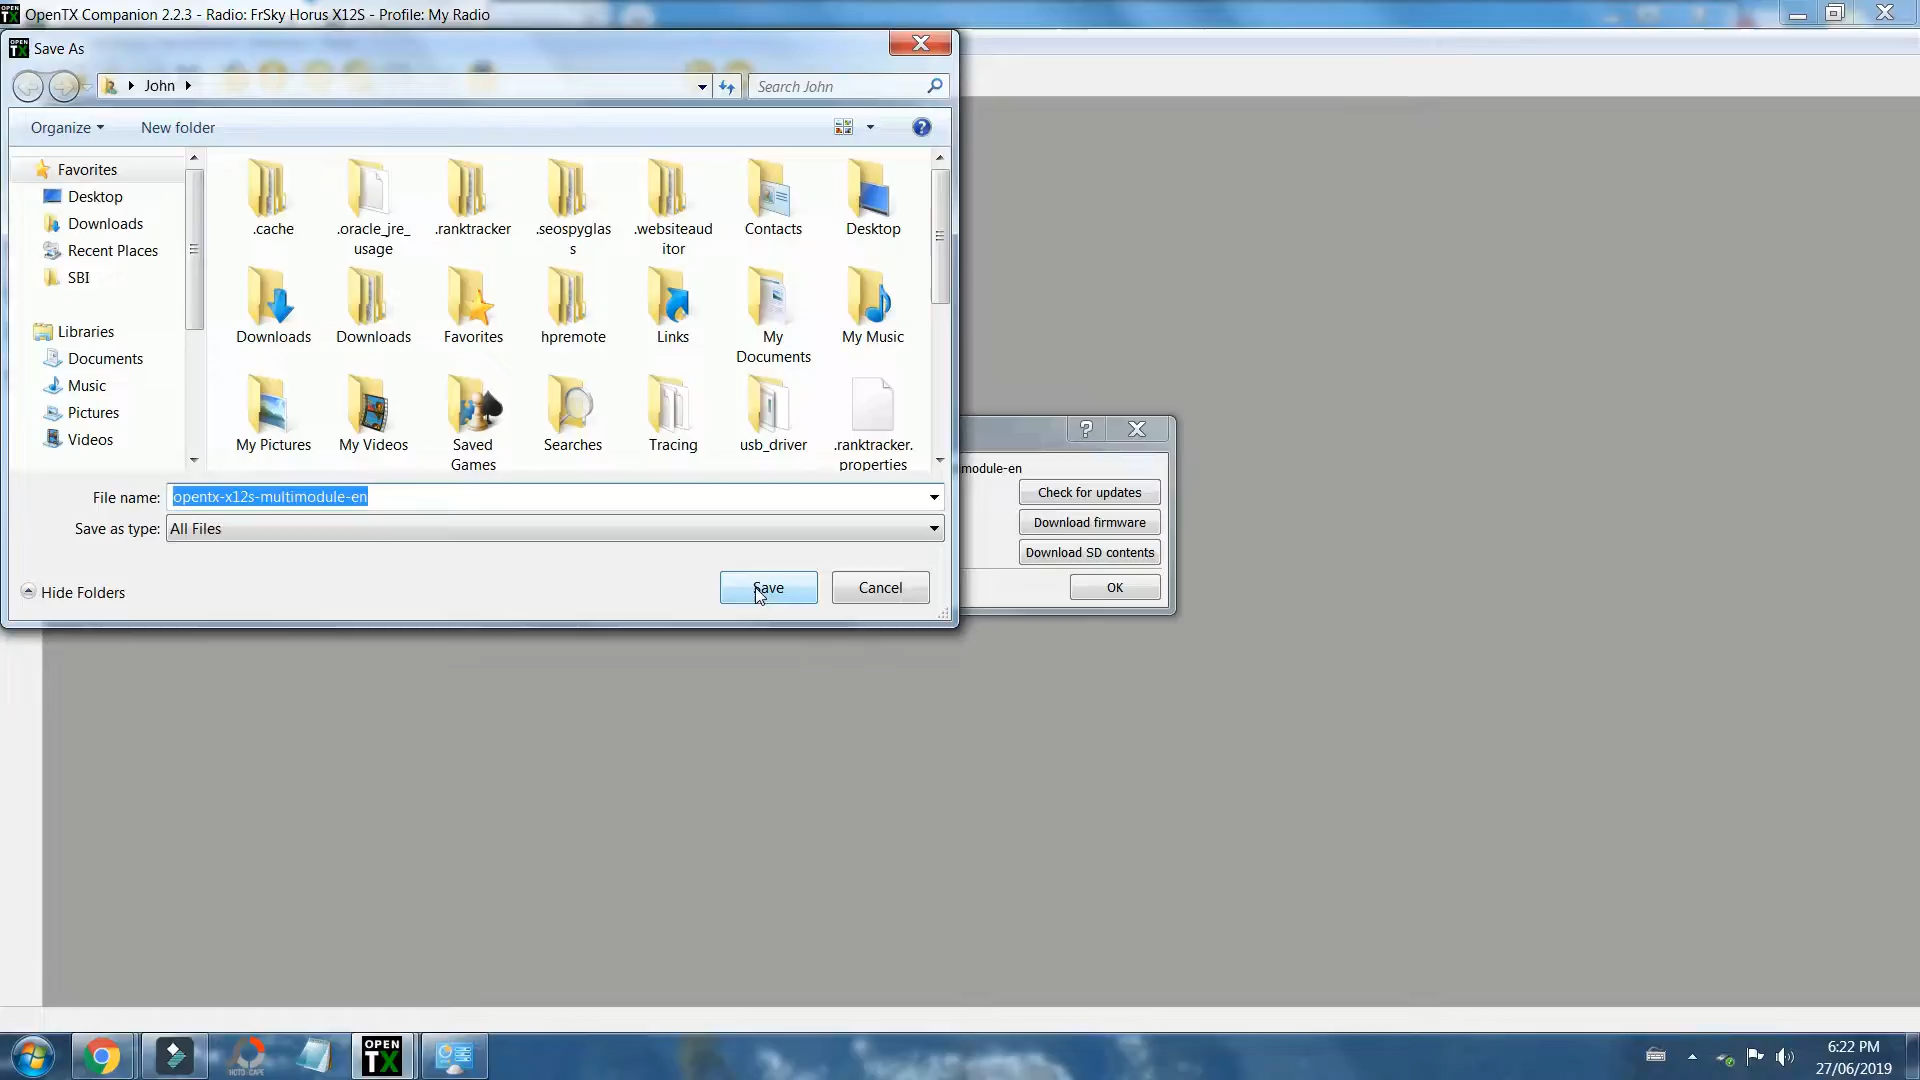 OPEN TX OpenTX Companion 2.2.3 - Radio: FrSky Horus X12S - Profile: My Radio
OPEN TX Save As
John
Search John
Organize
New folder
Favorites
Desktop
Downloads
Recent Places
SBI
Libraries
Documents
Music
Pictures
Videos
.cache
.oracle_jre_
usage
.ranktracker
.seospyglas
s
.websiteaud
itor
Contacts
Desktop
Downloads
Downloads
Favorites
hpremote
Links
My
Documents
My Music
My Pictures
My Videos
Saved
Games
Searches
Tracing
usb_driver
.ranktracker.
properties
File name: opentx-x12s-multimodule-en
Save as type: All Files
Hide Folders
Save
Cancel
module-en
Check for updates
Download firmware
Download SD contents
OK
OPEN
TX
6:22 PM
27/06/2019